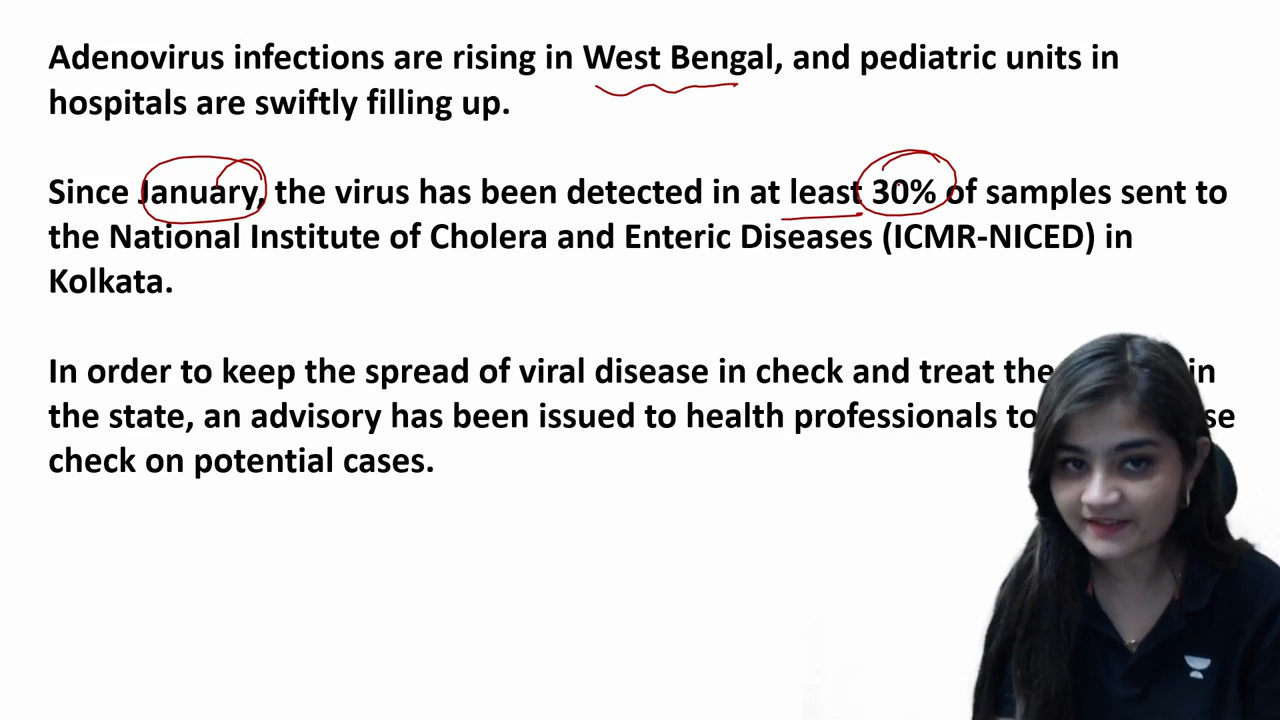 Adenovirus infections are rising in West Bengal, and pediatric units in
hospitals are swiftly filling up.
Since January, the virus has been detected in at least 30% of samples sent to
the National Institute of Cholera and Enteric Diseases (ICMR-NICED) in
Kolkata.
In order to keep the spread of viral disease in check and treat the in
the state, an advisory has been issued to health professionals to
check on potential cases.